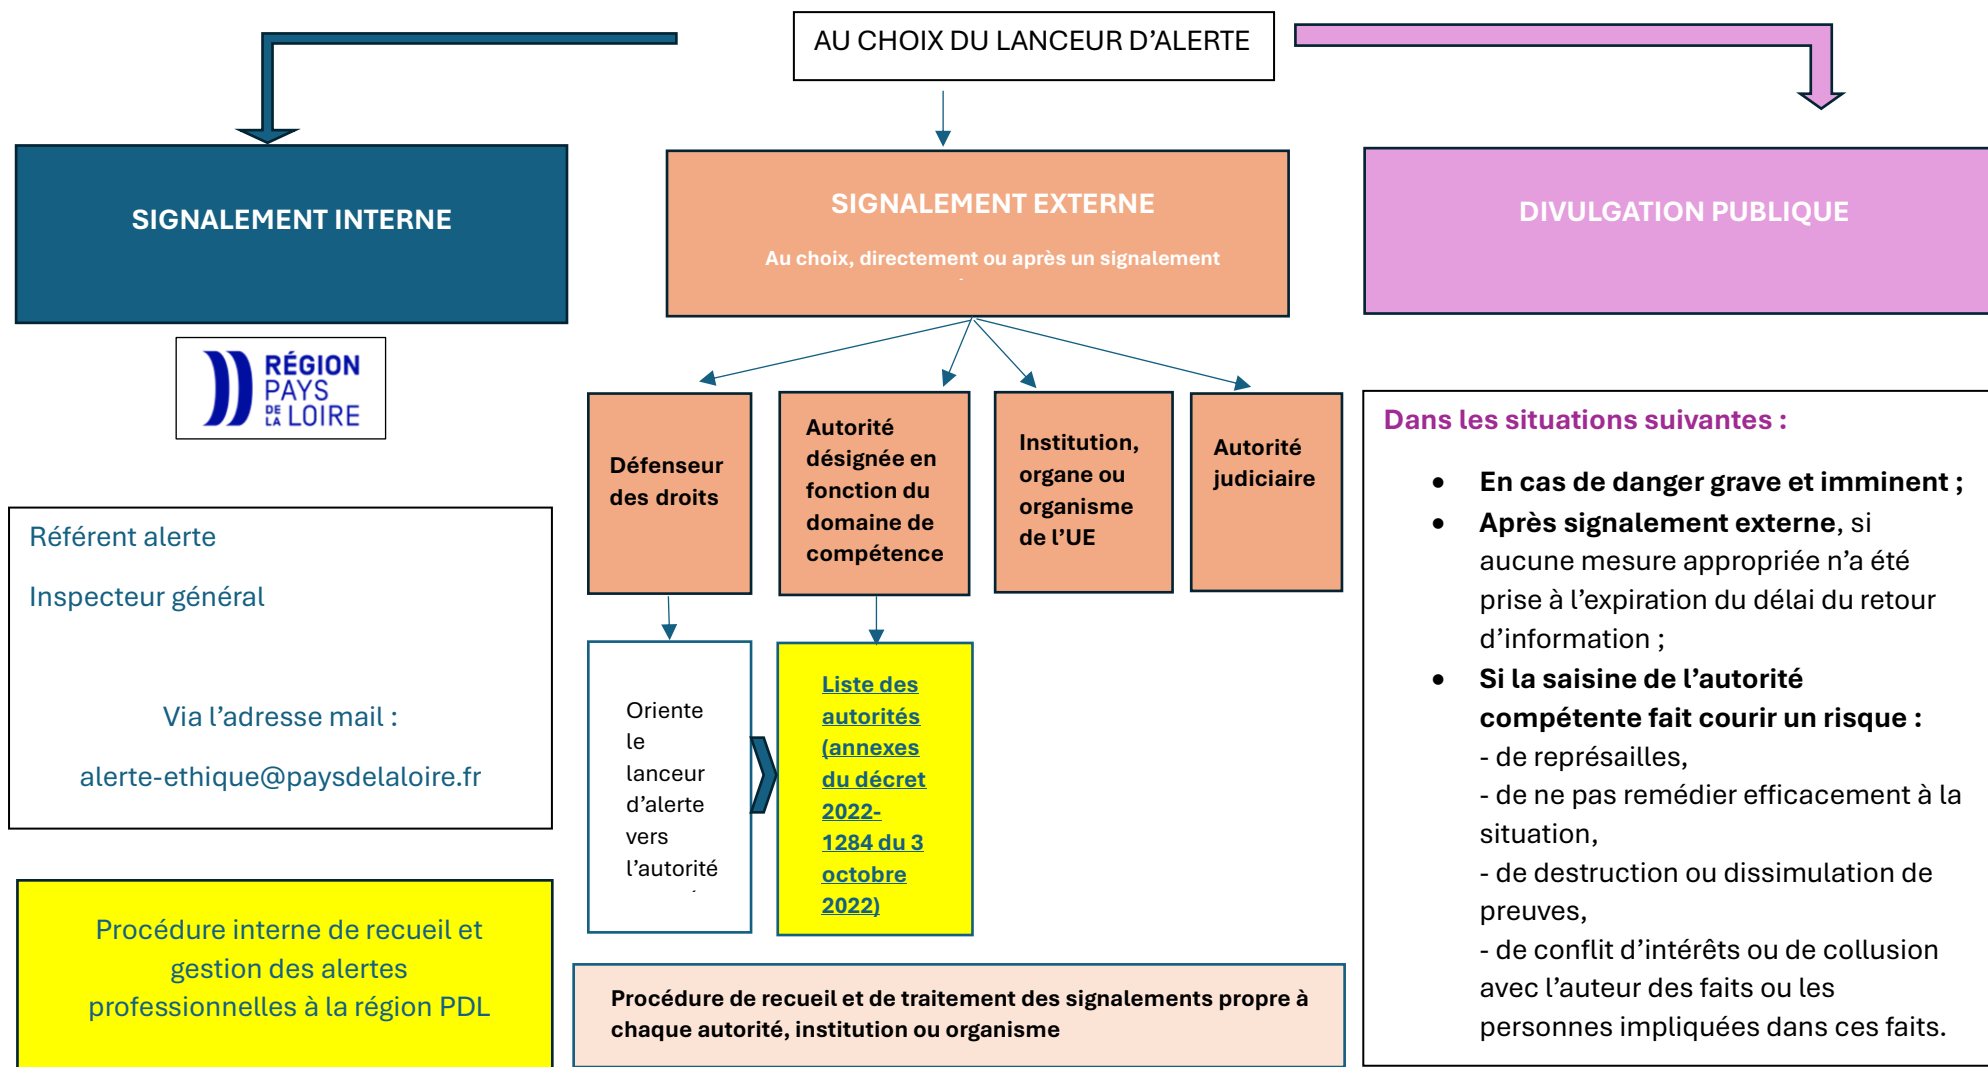 AU CHOIX DU LANCEUR D’ALERTE
SIGNALEMENT INTERNE
RÉGION
PAYS
DE LA LOIRE
Référent alerte
Inspecteur général
Via l’adresse mail :
alerte-ethique@paysdelaloire.fr
Procédure interne de recueil et
gestion des alertes
professionnelles à la région PDL
SIGNALEMENT EXTERNE
Au choix, directement ou après un signalement
Défenseur
des droits
Autorité
désignée en
fonction du
domaine de
compétence
Institution,
organe ou
organisme
de l’UE
Autorité
judiciaire
Oriente
le
lanceur
d’alerte
vers
l’autorité
Liste des
autorités
(annexes
du décret
2022-
1284 du 3
octobre
2022)
Procédure de recueil et de traitement des signalements propre à
chaque autorité, institution ou organisme
DIVULGATION PUBLIQUE
Dans les situations suivantes :
• En cas de danger grave et imminent ;
• Après signalement externe, si
aucune mesure appropriée n’a été
prise à l’expiration du délai du retour
d’information ;
• Si la saisine de l’autorité
compétente fait courir un risque :
- de représailles,
- de ne pas remédier efficacement à la
situation,
- de destruction ou dissimulation de
preuves,
- de conflit d’intérêts ou de collusion
avec l’auteur des faits ou les
personnes impliquées dans ces faits.